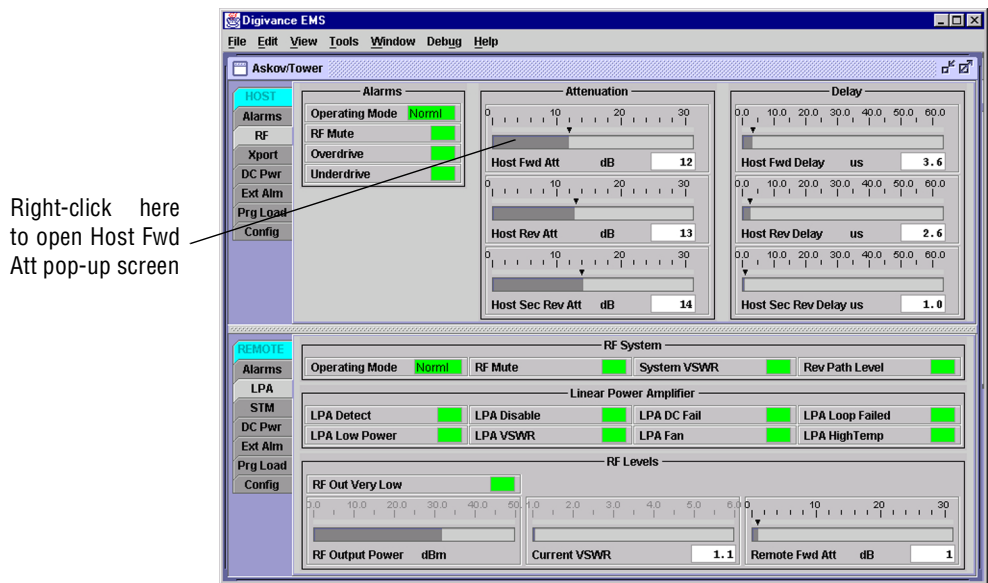 Digivance EMS
File Edit View Tools Window Debug Help
Askov/Tower
HOST
Alarms
RF
Xport
DC Pwr
Ext Alm
Prg Load
Config
Alarms
Operating Mode Norml
RF Mute
Overdrive
Underdrive
Attenuation
0 10 20 30
Host Fwd Att dB 12
0 10 20 30
Host Rev Att dB 13
0 10 20 30
Host Sec Rev Att dB 14
Delay
0.0 10.0 20.0 30.0 40.0 50.0 60.0
Host Fwd Delay us 3.6
0.0 10.0 20.0 30.0 40.0 50.0 60.0
Host Rev Delay us 2.6
0.0 10.0 20.0 30.0 40.0 50.0 60.0
Host Sec Rev Delay us 1.0
Right-click here
to open Host Fwd
Att pop-up screen
REMOTE
Alarms
LPA
STM
DC Pwr
Ext Alm
Prg Load
Config
RF System
Operating Mode Norml RF Mute System VSWR Rev Path Level
Linear Power Amplifier
LPA Detect LPA Disable LPA DC Fail LPA Loop Failed
LPA Low Power LPA VSWR LPA Fan LPA HighTemp
RF Levels
RF Out Very Low
0.0 10.0 20.0 30.0 40.0 50.
1.0 2.0 3.0 4.0 5.0 6.0
0 10 20 30
RF Output Power dBm Current VSWR 1.1 Remote Fwd Att dB 1